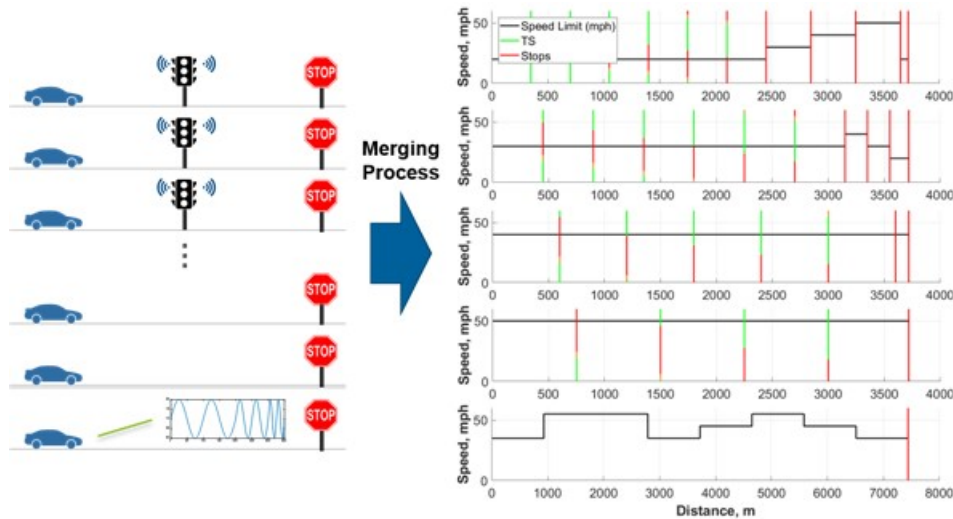 STOP
STOP
STOP
STOP
STOP
STOP
Merging
Process
Speed, mph
50
0
Speed Limit (mph)
TS
Stops
0 500 1000 1500 2000 2500 3000 3500 4000
Speed, mph
50
0
0 500 1000 1500 2000 2500 3000 3500 4000
Speed, mph
50
0
0 500 1000 1500 2000 2500 3000 3500 4000
Speed, mph
50
0
0 500 1000 1500 2000 2500 3000 3500 4000
Speed, mph
50
0
0 1000 2000 3000 4000 5000 6000 7000 8000
Distance, m